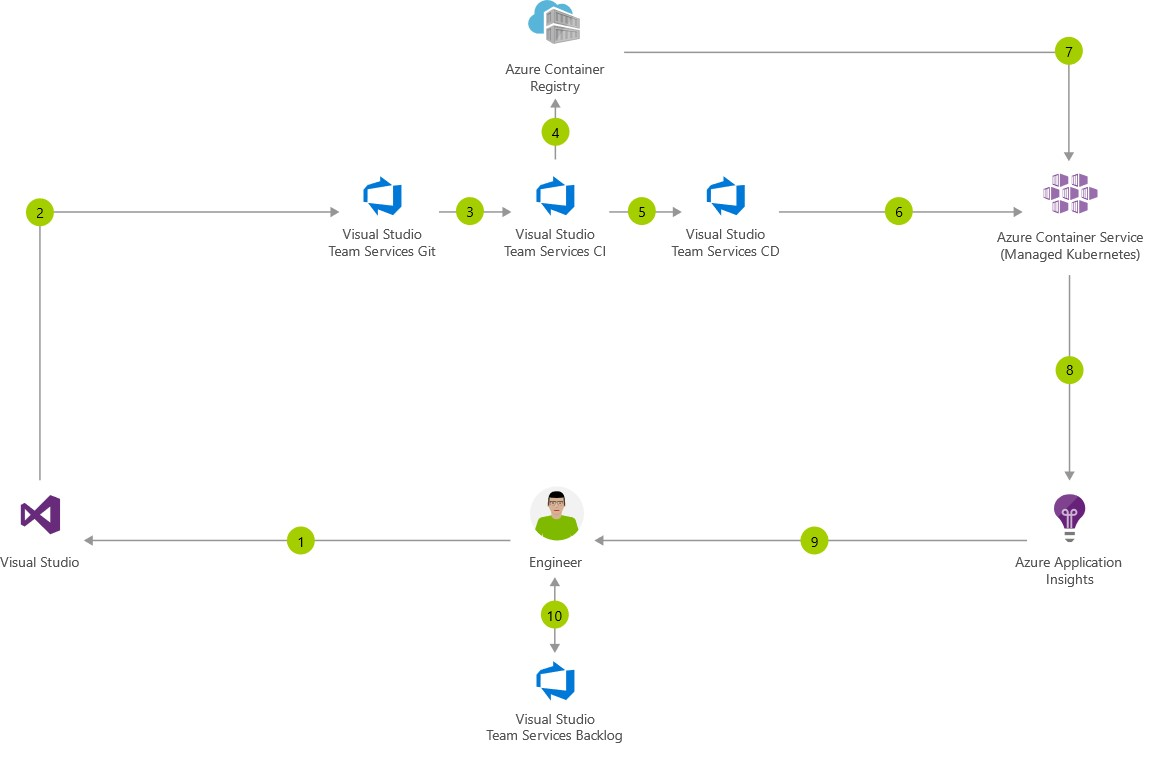 Azure Container
Registry
7
4
2
3
5
6
Visual Studio
Team Services Git
Visual Studio
Team Services CI
Visual Studio
Team Services CD
Azure Container Service
(Managed Kubernetes)
8
1
9
Visual Studio
Engineer
Azure Application
Insights
10
Visual Studio
Team Services Backlog